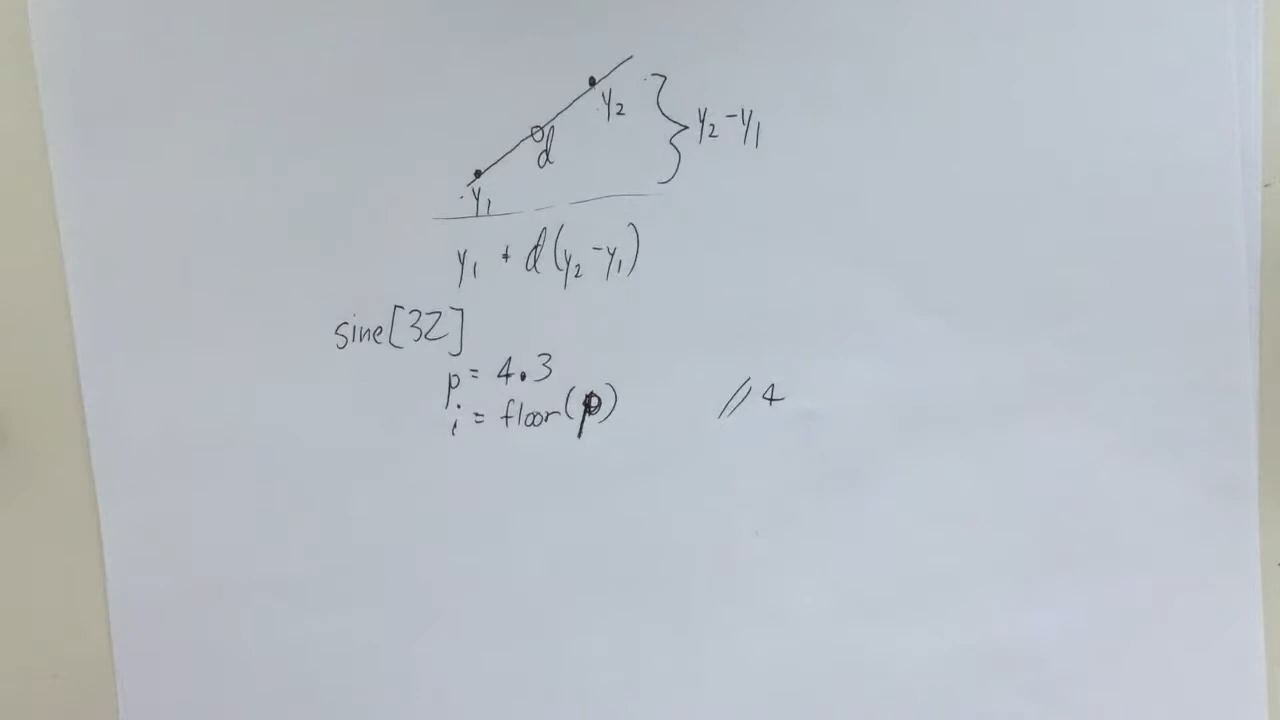 y2
y2-y1
d
y1
y1 + d(y2-y1)
sine[32]
p = 4.3
i = floor(p) // 4